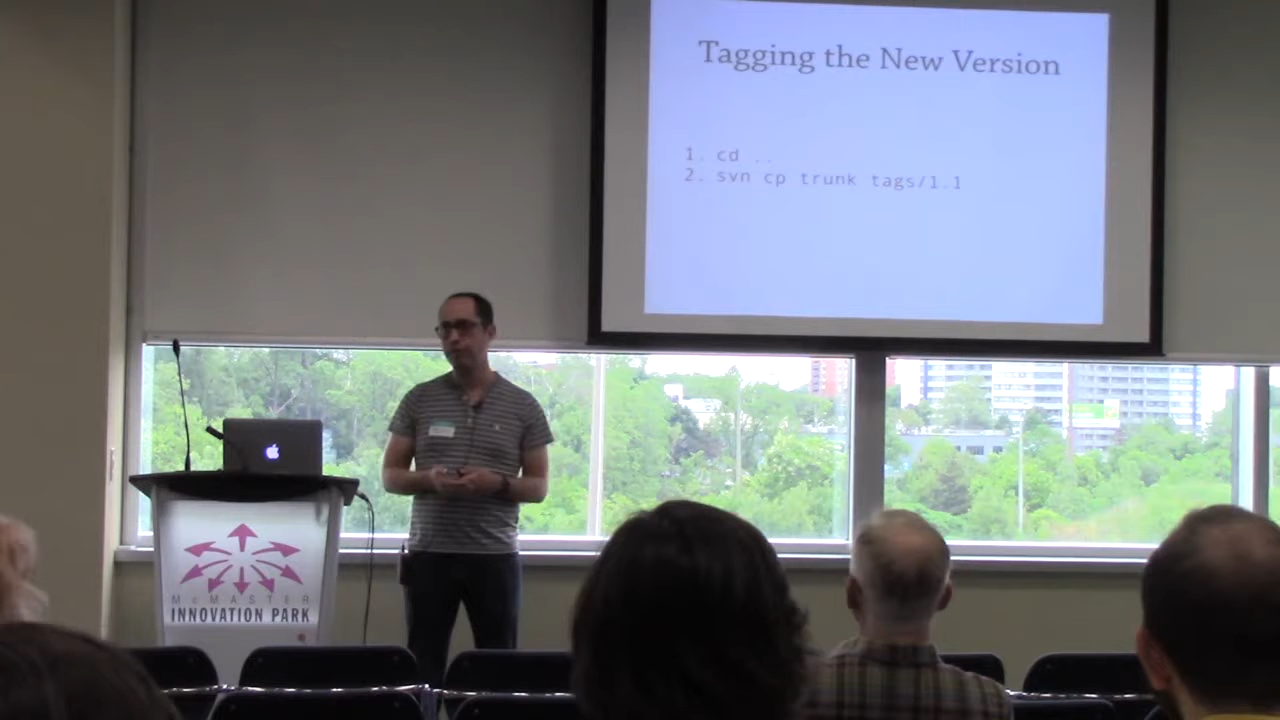 Tagging the New Version
1. cd ..
2. svn cp trunk tags/1.1
McMASTER
INNOVATION PARK